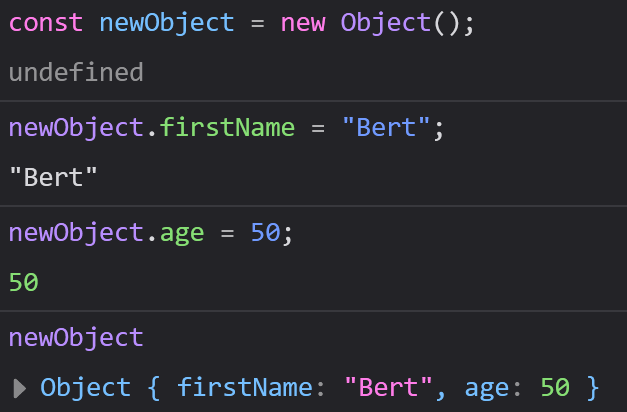 const newObject = new Object();
undefined
newObject.firstName = "Bert";
"Bert"
newObject.age = 50;
50
newObject
Object { firstName: "Bert", age: 50 }